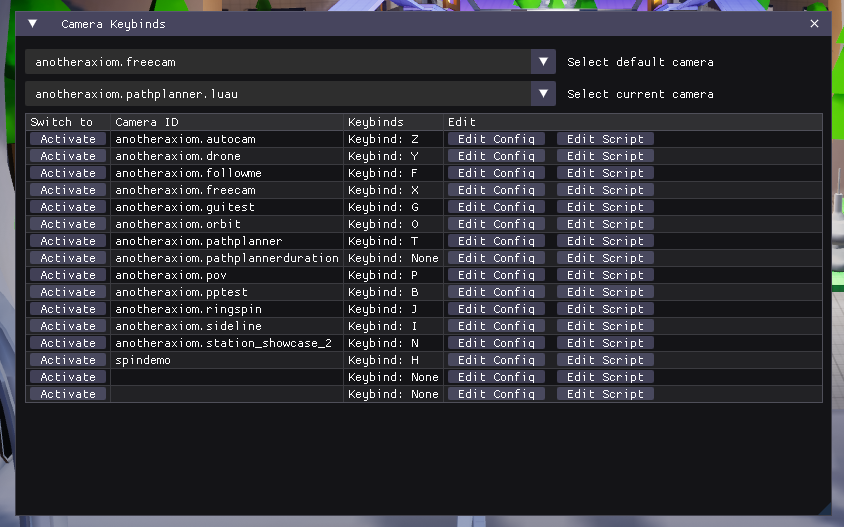 Camera Keybinds
anotheraxiom.freecam Select default camera
anotheraxiom.pathplanner.luau Select current camera
Switch to Camera ID Keybinds Edit
Activate anotheraxiom.autocam Keybind: Z Edit Config Edit Script
Activate anotheraxiom.drone Keybind: Y Edit Config Edit Script
Activate anotheraxiom.followme Keybind: F Edit Config Edit Script
Activate anotheraxiom.freecam Keybind: X Edit Config Edit Script
Activate anotheraxiom.guitest Keybind: G Edit Config Edit Script
Activate anotheraxiom.orbit Keybind: O Edit Config Edit Script
Activate anotheraxiom.pathplanner Keybind: T Edit Config Edit Script
Activate anotheraxiom.pathplannerduration Keybind: None Edit Config Edit Script
Activate anotheraxiom.pov Keybind: P Edit Config Edit Script
Activate anotheraxiom.pptest Keybind: B Edit Config Edit Script
Activate anotheraxiom.ringspin Keybind: J Edit Config Edit Script
Activate anotheraxiom.sideline Keybind: I Edit Config Edit Script
Activate anotheraxiom.station_showcase_2 Keybind: N Edit Config Edit Script
Activate spindemo Keybind: H Edit Config Edit Script
Activate Keybind: None Edit Config Edit Script
Activate Keybind: None Edit Config Edit Script